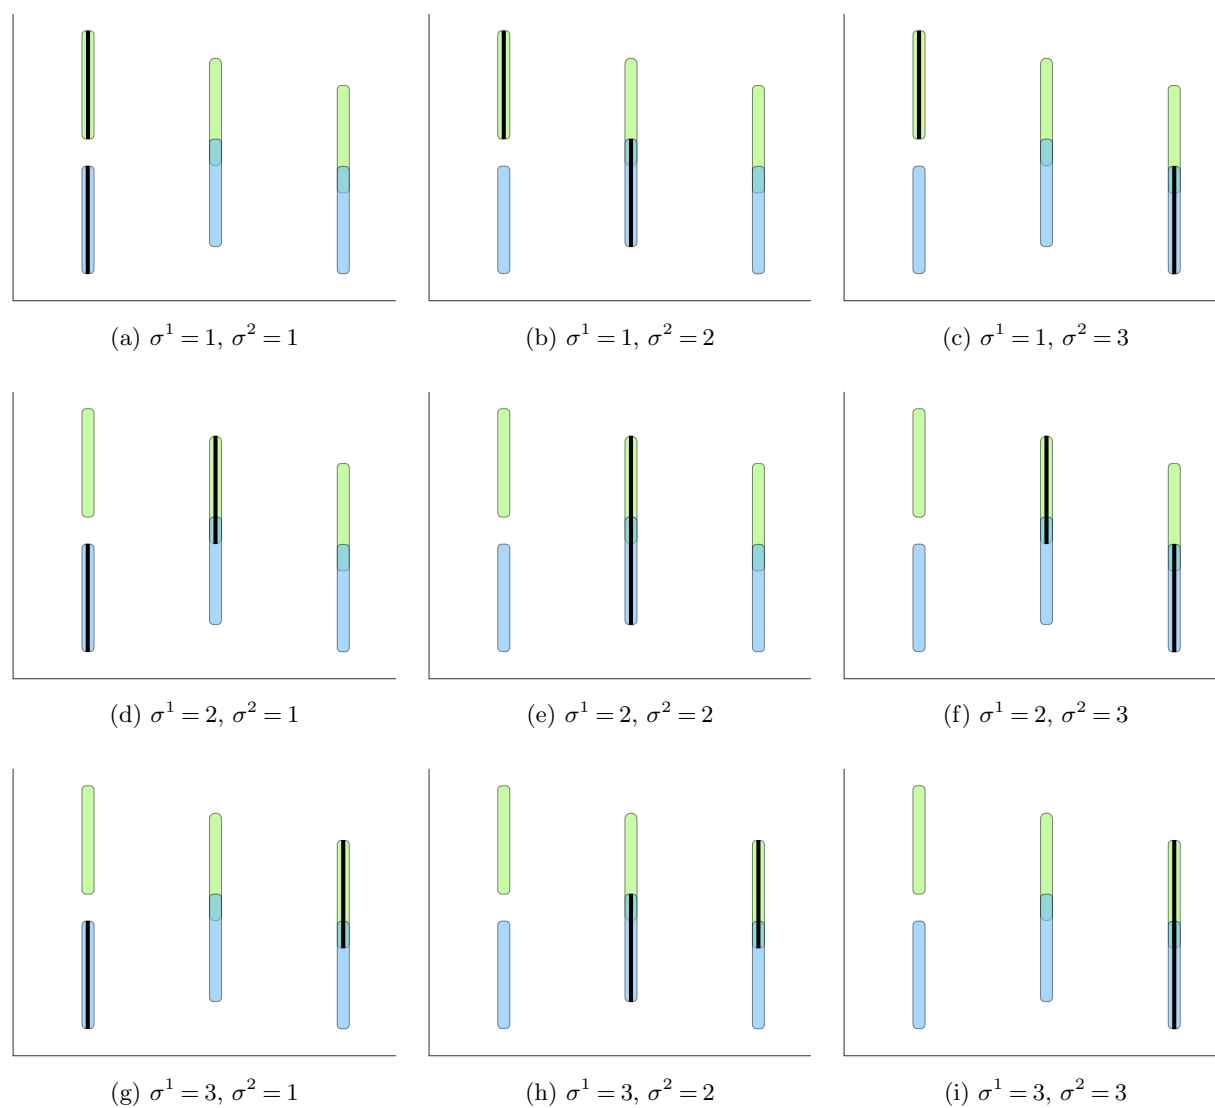 (a) σ¹ = 1, σ² = 1
(b) σ¹ = 1, σ² = 2
(c) σ¹ = 1, σ² = 3
(d) σ¹ = 2, σ² = 1
(e) σ¹ = 2, σ² = 2
(f) σ¹ = 2, σ² = 3
(g) σ¹ = 3, σ² = 1
(h) σ¹ = 3, σ² = 2
(i) σ¹ = 3, σ² = 3